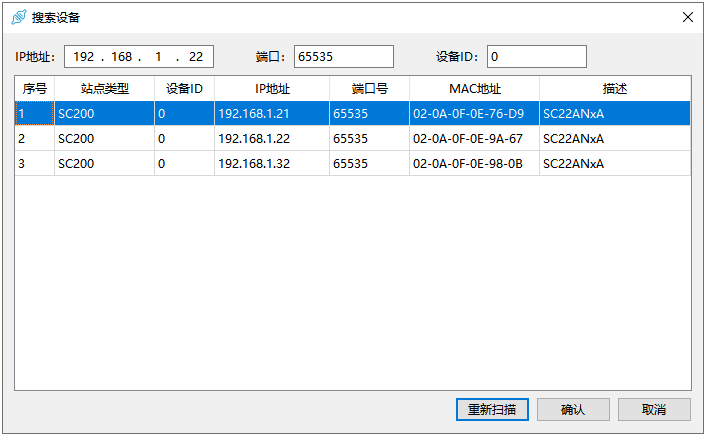 搜索设备
IP地址: 192 . 168 . 1 . 22 端口: 65535 设备ID: 0
序号 站点类型 设备ID IP地址 端口号 MAC地址 描述
1 SC200 0 192.168.1.21 65535 02-0A-0F-0E-76-D9 SC22ANxA
2 SC200 0 192.168.1.22 65535 02-0A-0F-0E-9A-67 SC22ANxA
3 SC200 0 192.168.1.32 65535 02-0A-0F-0E-98-0B SC22ANxA
重新扫描 确认 取消